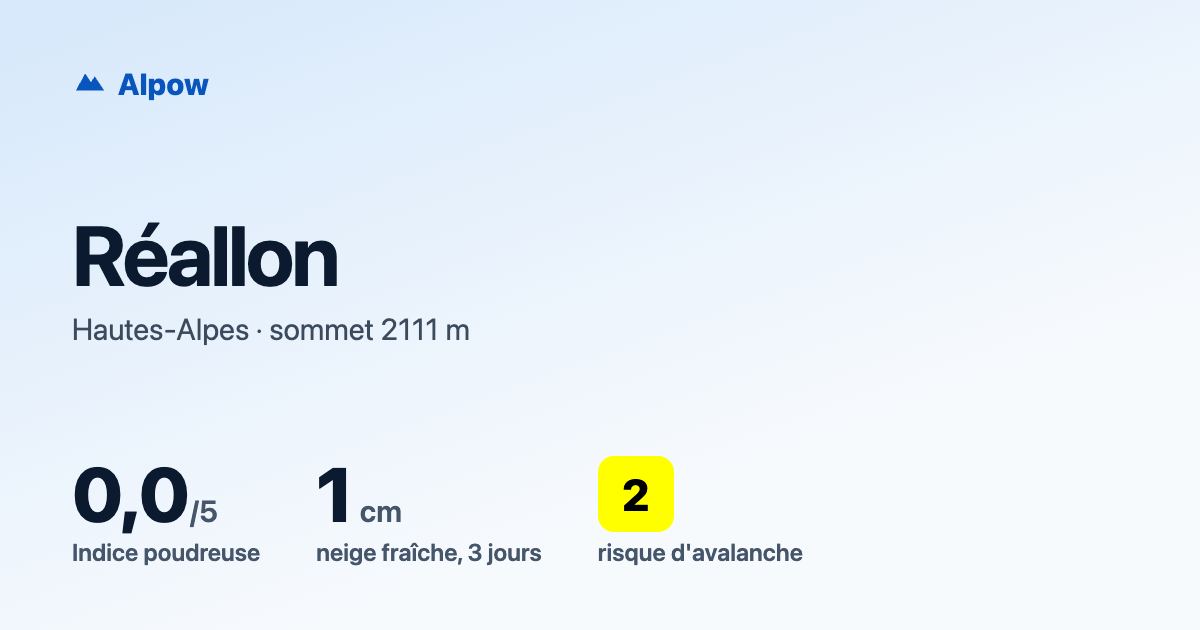 Alpow
Réallon
Hautes-Alpes · sommet 2111 m
0,0/5
Indice poudreuse
1 cm
neige fraîche, 3 jours
2
risque d'avalanche